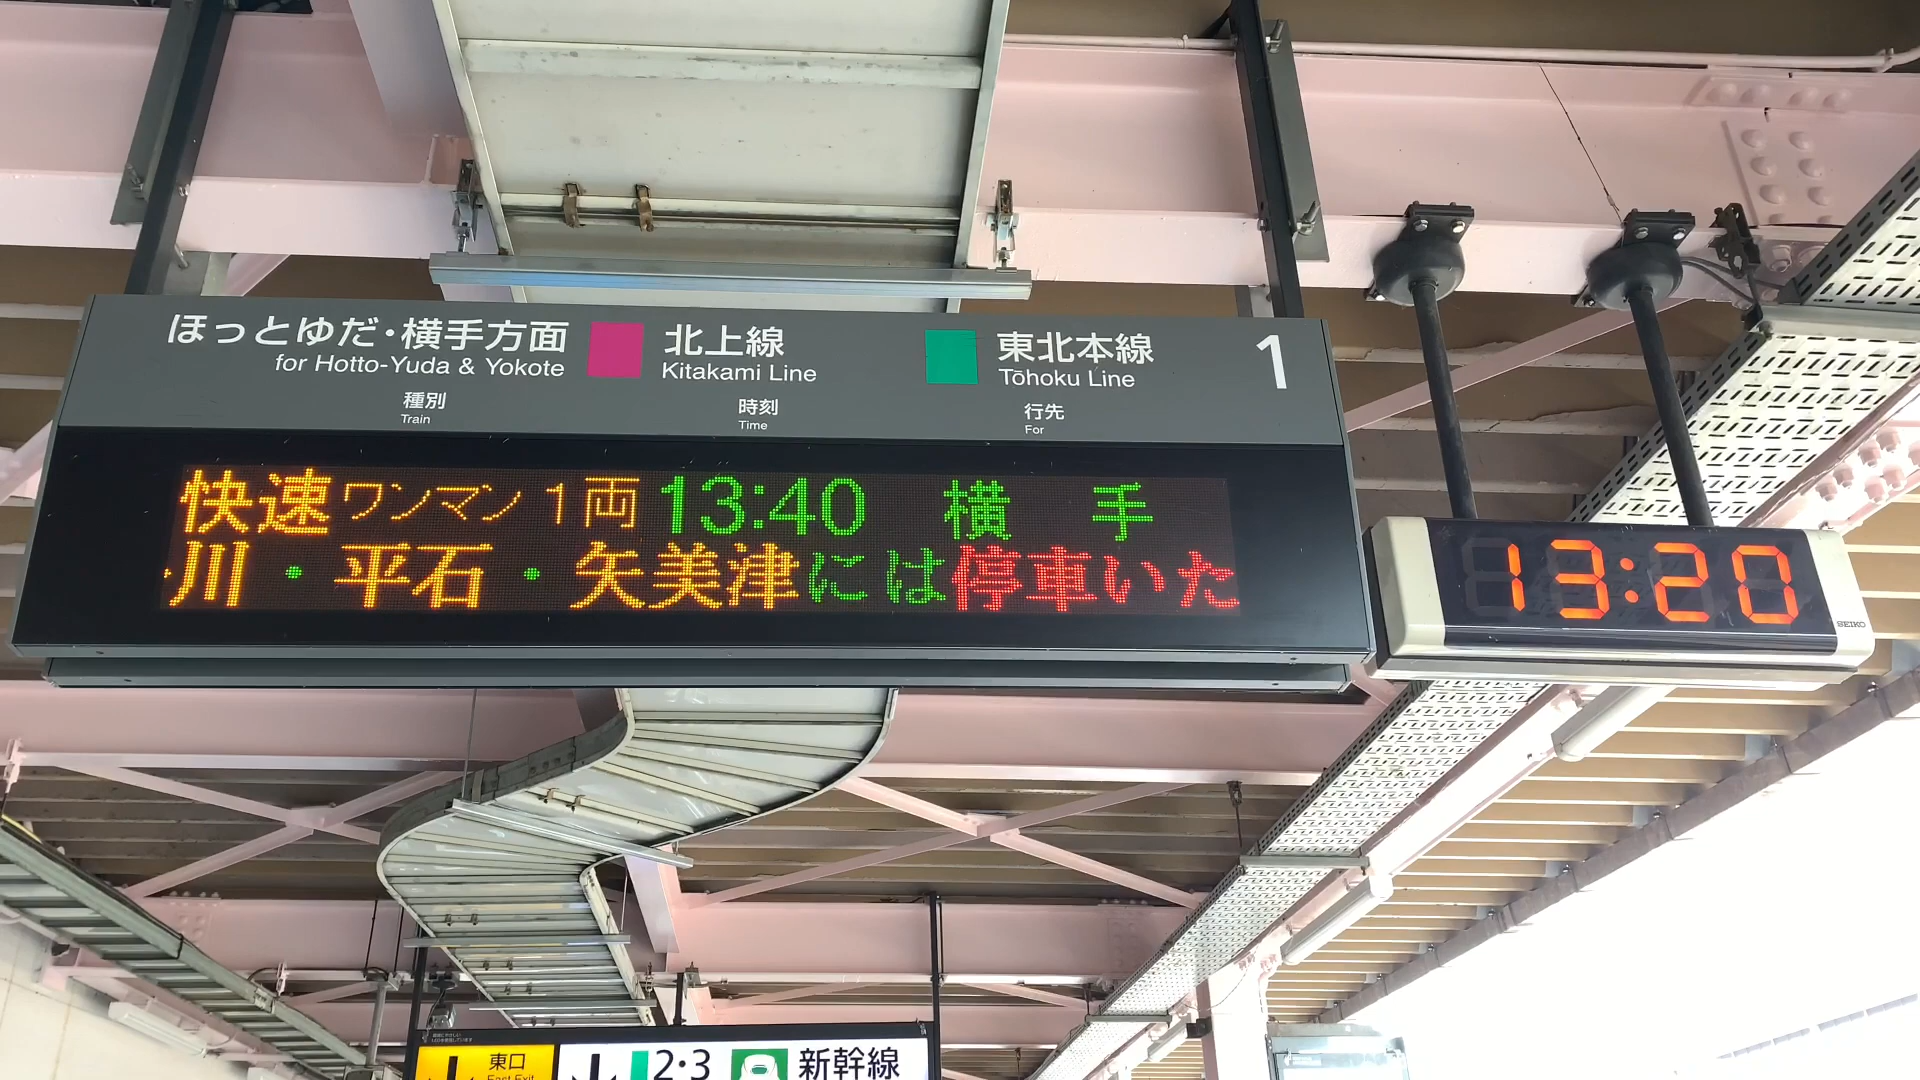 ほっとゆだ・横手方面
for Hotto-Yuda & Yokote
北上線
Kitakami Line
東北本線
Tōhoku Line
1
種別
Train
時刻
Time
行先
For
快速 ワンマン 1両 13:40 横 手
川・平石・矢美津には停車いた
13:20
SEIKO
東口
East Exit
2・3
新幹線